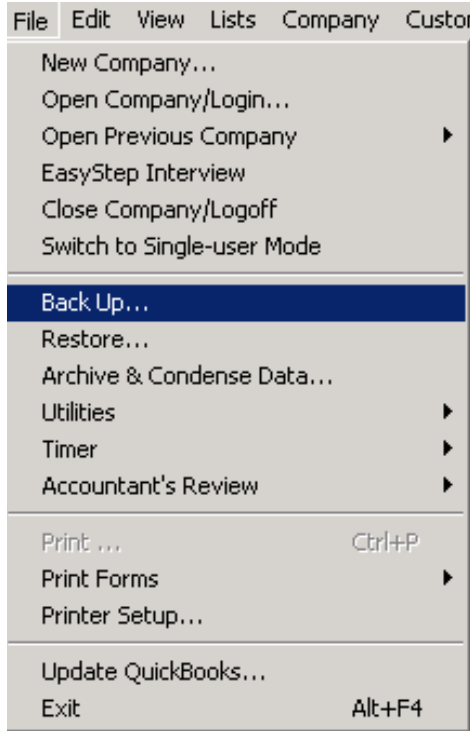 File Edit View Lists Company Custo
New Company...
Open Company/Login...
Open Previous Company
EasyStep Interview
Close Company/Logoff
Switch to Single-user Mode
Back Up...
Restore...
Archive & Condense Data...
Utilities
Timer
Accountant's Review
Print ... Ctrl+P
Print Forms
Printer Setup...
Update QuickBooks...
Exit Alt+F4